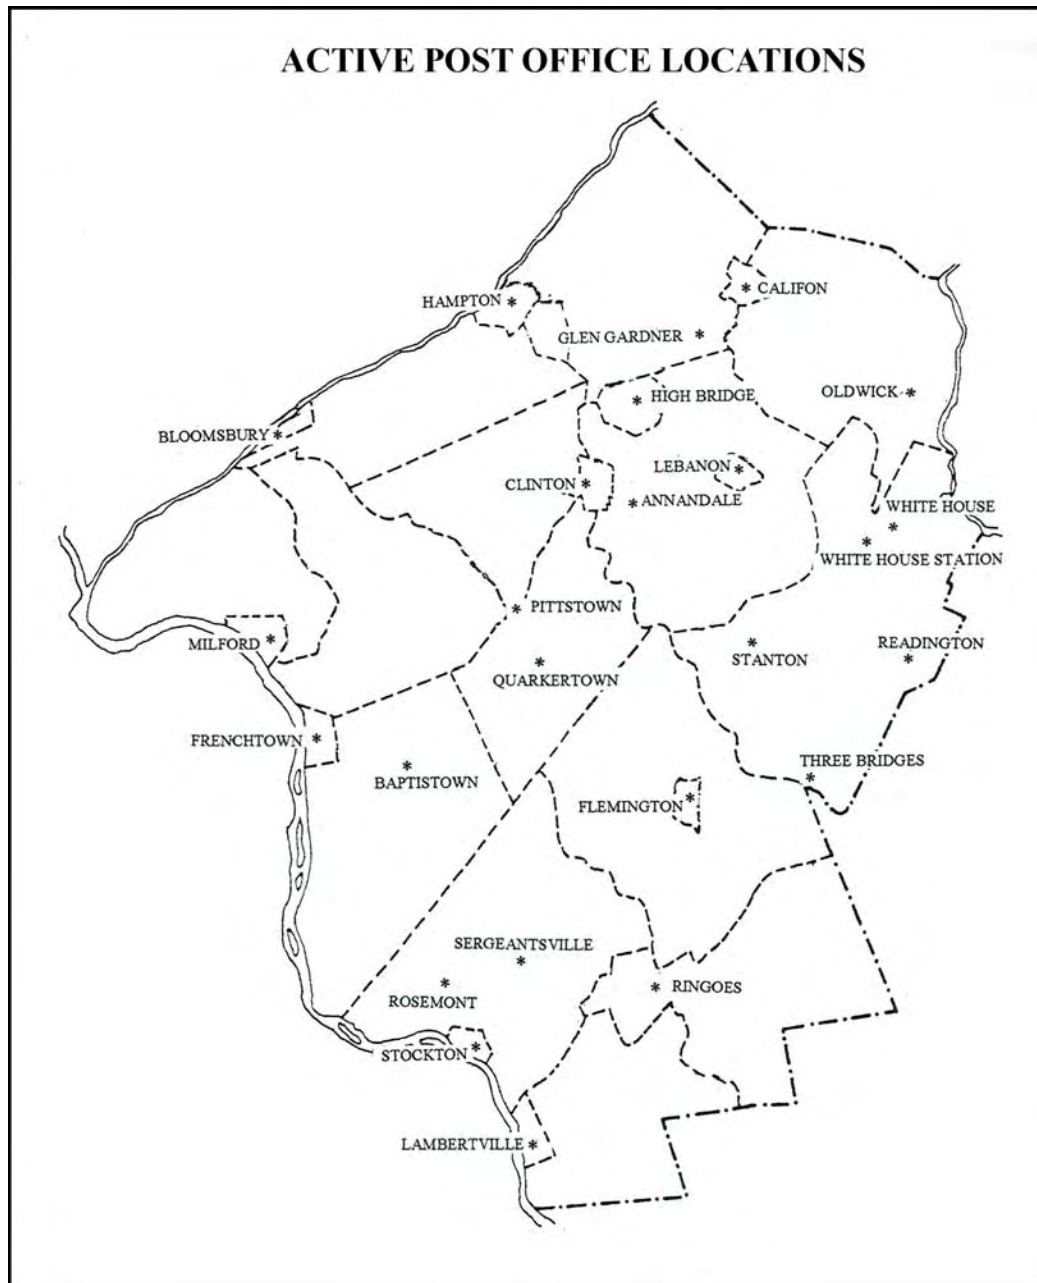 ACTIVE POST OFFICE LOCATIONS
CALIFON
HAMPTON
GLEN GARDNER
OLDWICK
HIGH BRIDGE
BLOOMSBURY
LEBANON
CLINTON
ANNANDALE
WHITE HOUSE
WHITE HOUSE STATION
PITTSTOWN
MILFORD
READINGTON
STANTON
QUARKERTOWN
FRENCHTOWN
THREE BRIDGES
BAPTISTOWN
FLEMINGTON
SERGEANTSVILLE
RINGOES
ROSEMONT
STOCKTON
LAMBERTVILLE